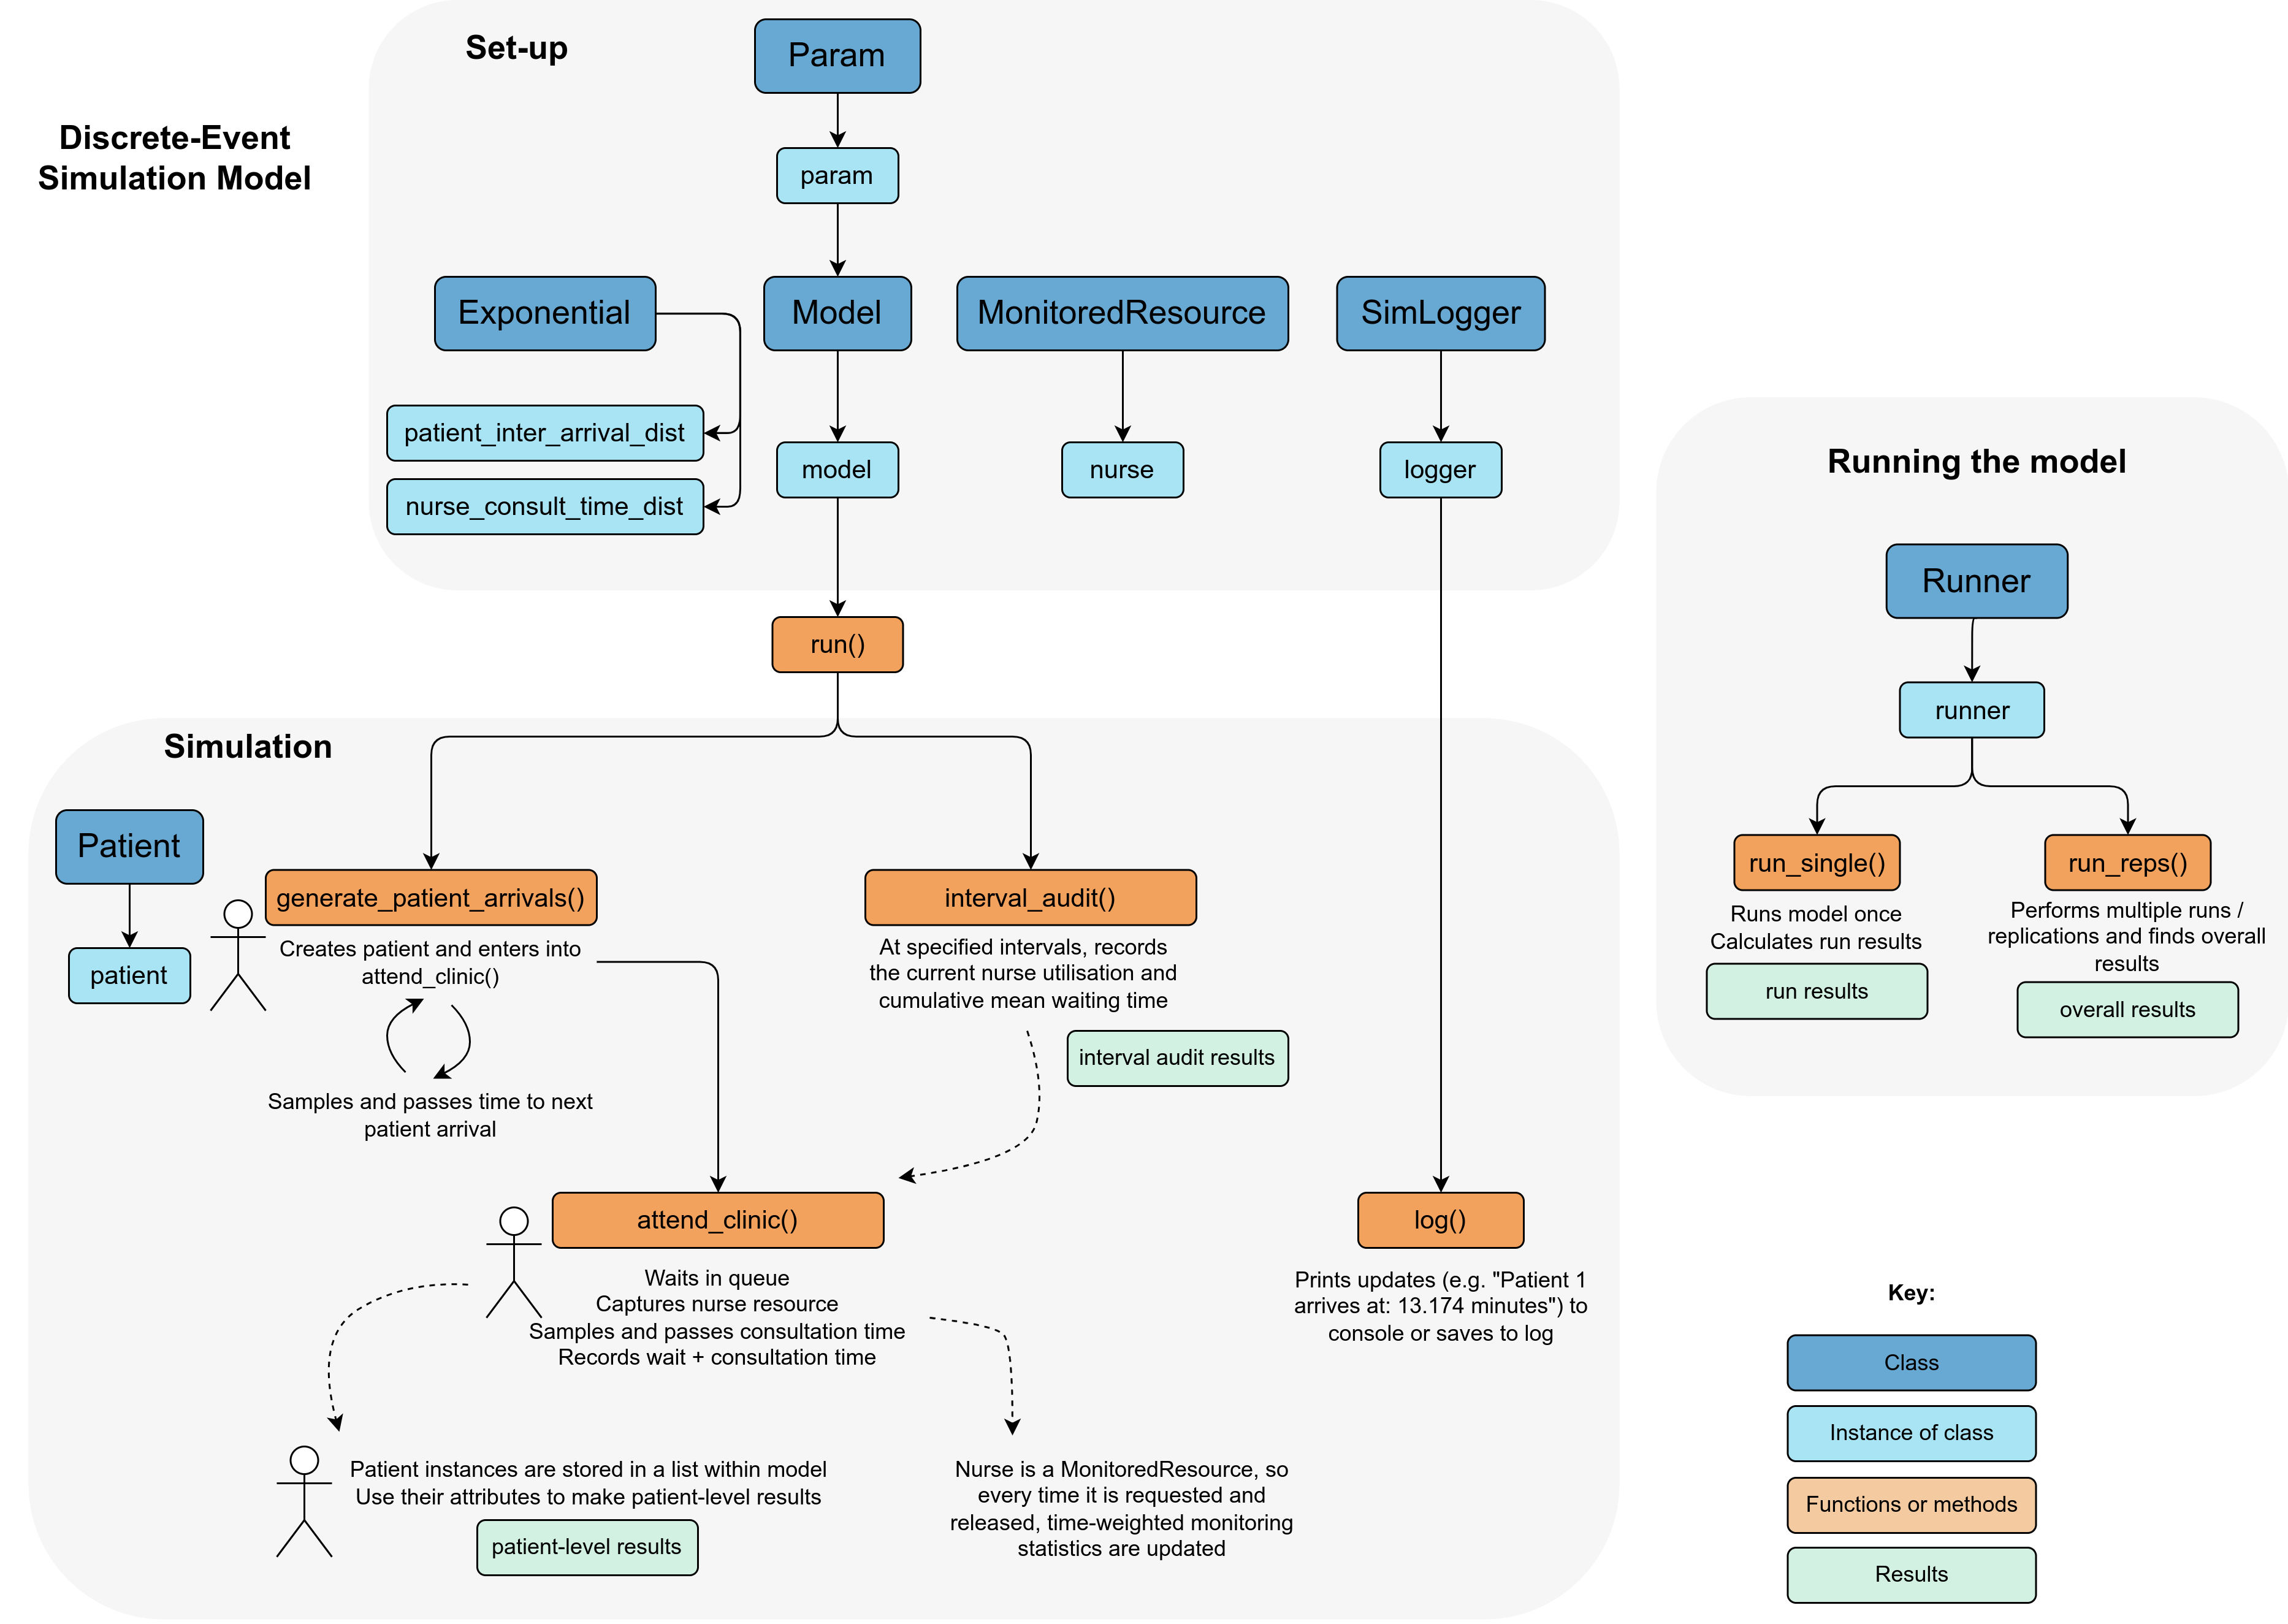 Discrete-Event
Simulation Model
Set-up
Param
param
Exponential
Model
MonitoredResource
SimLogger
patient_inter_arrival_dist
nurse_consult_time_dist
model
nurse
logger
run()
Simulation
Patient
patient
generate_patient_arrivals()
Creates patient and enters into
attend_clinic()
Samples and passes time to next
patient arrival
interval_audit()
At specified intervals, records
the current nurse utilisation and
cumulative mean waiting time
interval audit results
attend_clinic()
Waits in queue
Captures nurse resource
Samples and passes consultation time
Records wait + consultation time
log()
Prints updates (e.g. "Patient 1
arrives at: 13.174 minutes") to
console or saves to log
Patient instances are stored in a list within model
Use their attributes to make patient-level results
patient-level results
Nurse is a MonitoredResource, so
every time it is requested and
released, time-weighted monitoring
statistics are updated
Running the model
Runner
runner
run_single()
Runs model once
Calculates run results
run results
run_reps()
Performs multiple runs /
replications and finds overall
results
overall results
Key:
Class
Instance of class
Functions or methods
Results